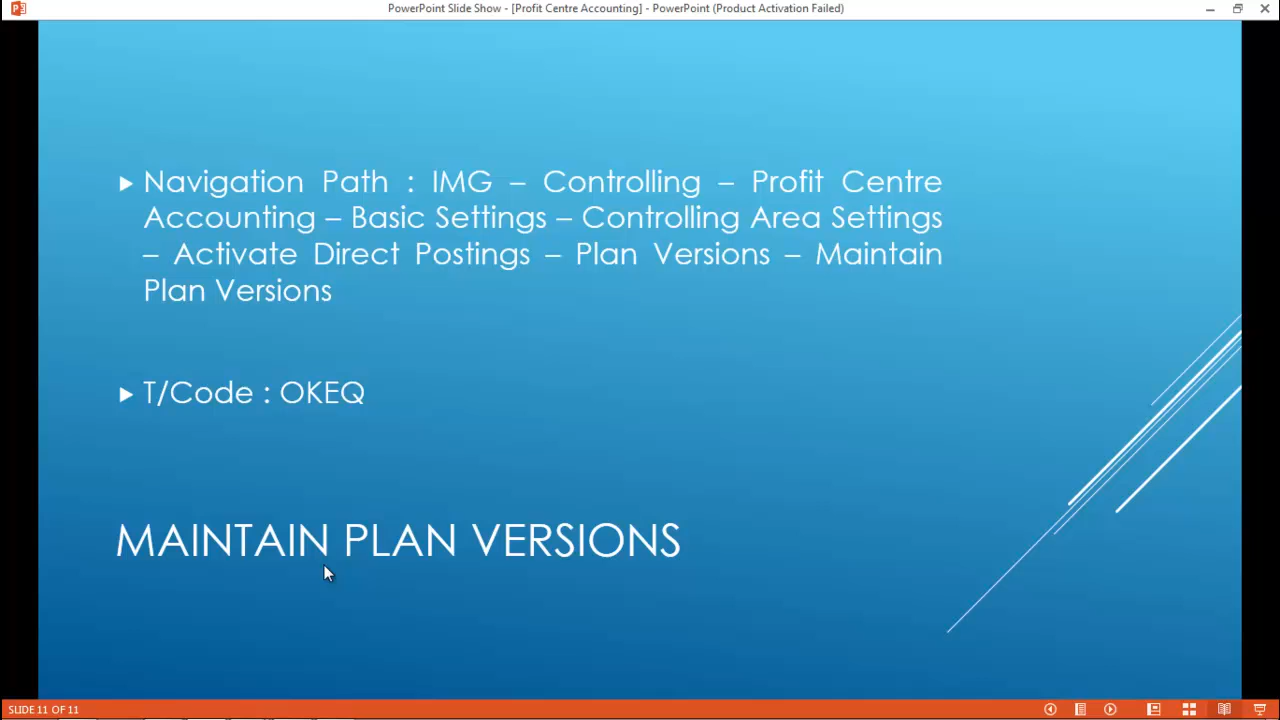 PowerPoint Slide Show - [Profit Centre Accounting] - PowerPoint (Product Activation Failed)
Navigation Path : IMG – Controlling – Profit Centre
Accounting – Basic Settings – Controlling Area Settings
– Activate Direct Postings – Plan Versions – Maintain
Plan Versions
T/Code : OKEQ
MAINTAIN PLAN VERSIONS
SLIDE 11 OF 11